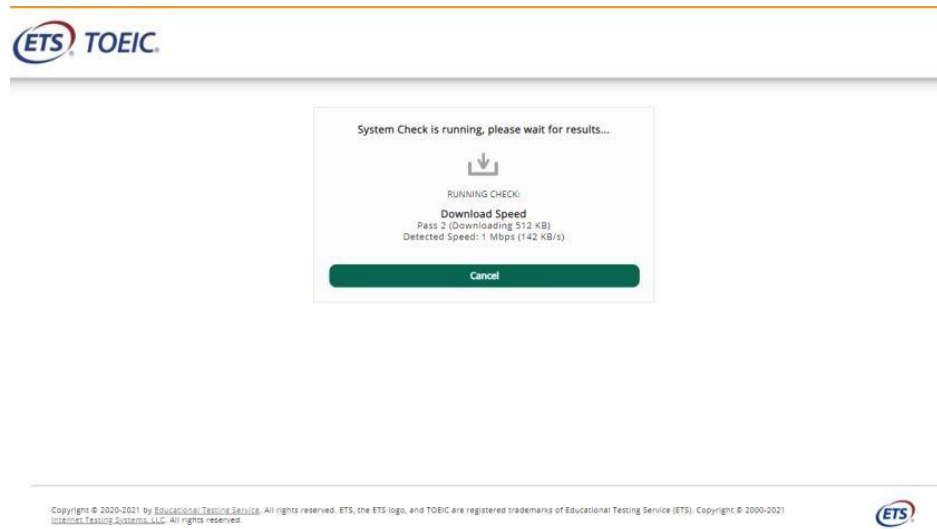 ETS® TOEIC®
System Check is running, please wait for results...
RUNNING CHECK:
Download Speed
Pass 2 (Downloading 512 KB)
Detected Speed: 1 Mbps (142 KB/s)
Cancel
Copyright © 2020-2021 by Educational Testing Service. All rights reserved. ETS, the ETS logo, and TOEIC are registered trademarks of Educational Testing Service (ETS). Copyright © 2000-2021
Internet Testing Systems, LLC. All rights reserved.
ETS®